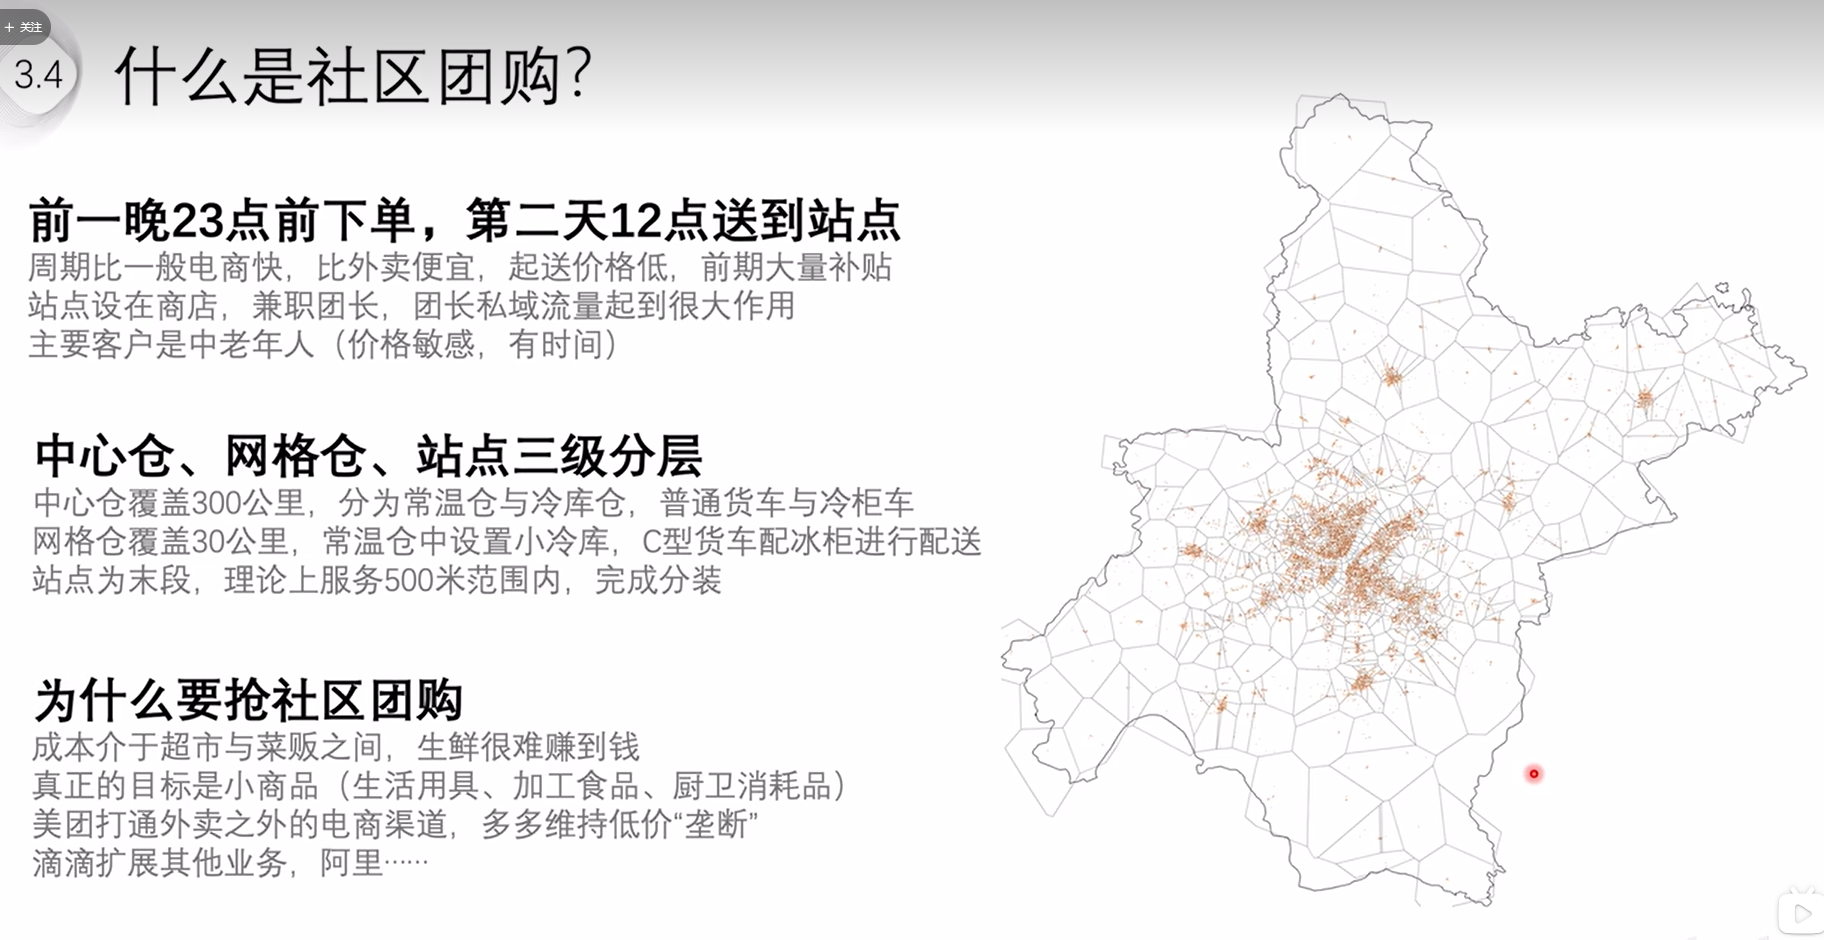 + 关注
3.4 什么是社区团购？
前一晚23点前下单，第二天12点送到站点
周期比一般电商快，比外卖便宜，起送价格低，前期大量补贴
站点设在商店，兼职团长，团长私域流量起到很大作用
主要客户是中老年人（价格敏感，有时间）
中心仓、网格仓、站点三级分层
中心仓覆盖300公里，分为常温仓与冷库仓，普通货车与冷柜车
网格仓覆盖30公里，常温仓中设置小冷库，C型货车配冰柜进行配送
站点为末段，理论上服务500米范围内，完成分装
为什么要抢社区团购
成本介于超市与菜贩之间，生鲜很难赚到钱
真正的目标是小商品（生活用具、加工食品、厨卫消耗品）
美团打通外卖之外的电商渠道，多多维持低价“垄断”
滴滴扩展其他业务，阿里……